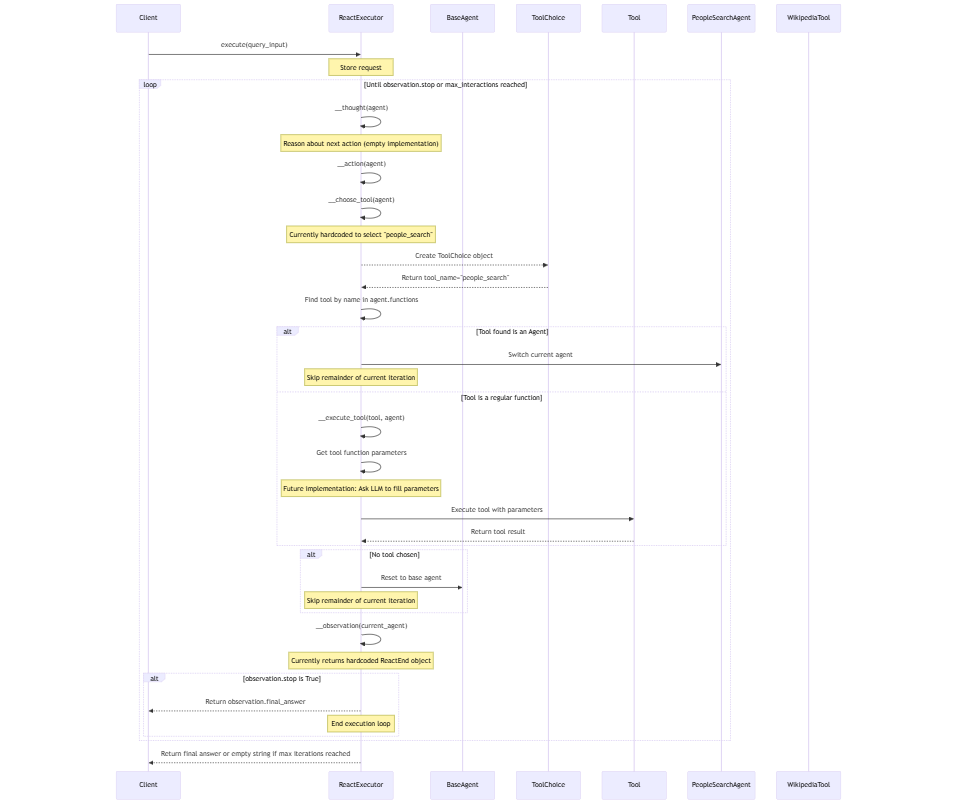 Client ReactExecutor BaseAgent ToolChoice Tool PeopleSearchAgent WikipediaTool
execute(query_input)
Store request
loop [Until observation.stop or max_interactions reached]
__thought(agent)
Reason about next action (empty implementation)
__action(agent)
__choose_tool(agent)
Currently hardcoded to select "people_search"
Create ToolChoice object
Return tool_name="people_search"
Find tool by name in agent.functions
alt [Tool found is an Agent]
Switch current agent
Skip remainder of current iteration
[Tool is a regular function]
__execute_tool(tool, agent)
Get tool function parameters
Future implementation: Ask LLM to fill parameters
Execute tool with parameters
Return tool result
alt [No tool chosen]
Reset to base agent
Skip remainder of current iteration
__observation(current_agent)
Currently returns hardcoded ReactEnd object
alt [observation.stop is True]
Return observation.final_answer
End execution loop
Return final answer or empty string if max iterations reached
Client ReactExecutor BaseAgent ToolChoice Tool PeopleSearchAgent WikipediaTool